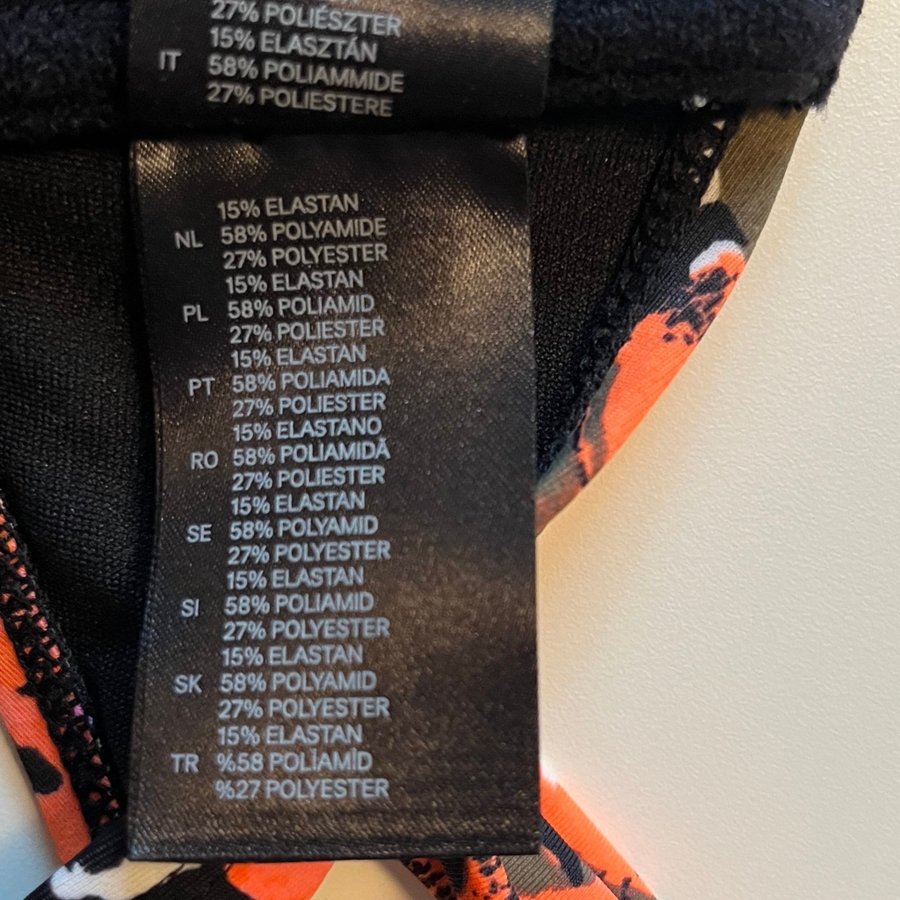 27% POLIÉSZTER
15% ELASZTÁN
IT 58% POLIAMMIDE
27% POLIESTERE
15% ELASTAN
NL 58% POLYAMIDE
27% POLYESTER
15% ELASTAN
PL 58% POLIAMID
27% POLIESTER
15% ELASTAN
PT 58% POLIAMIDA
27% POLIESTER
15% ELASTANO
RO 58% POLIAMIDĂ
27% POLIESTER
15% ELASTAN
SE 58% POLYAMID
27% POLYESTER
15% ELASTAN
SI 58% POLIAMID
27% POLYESTER
15% ELASTAN
SK 58% POLYAMID
27% POLYESTER
15% ELASTAN
TR %58 POLİAMİD
%27 POLYESTER